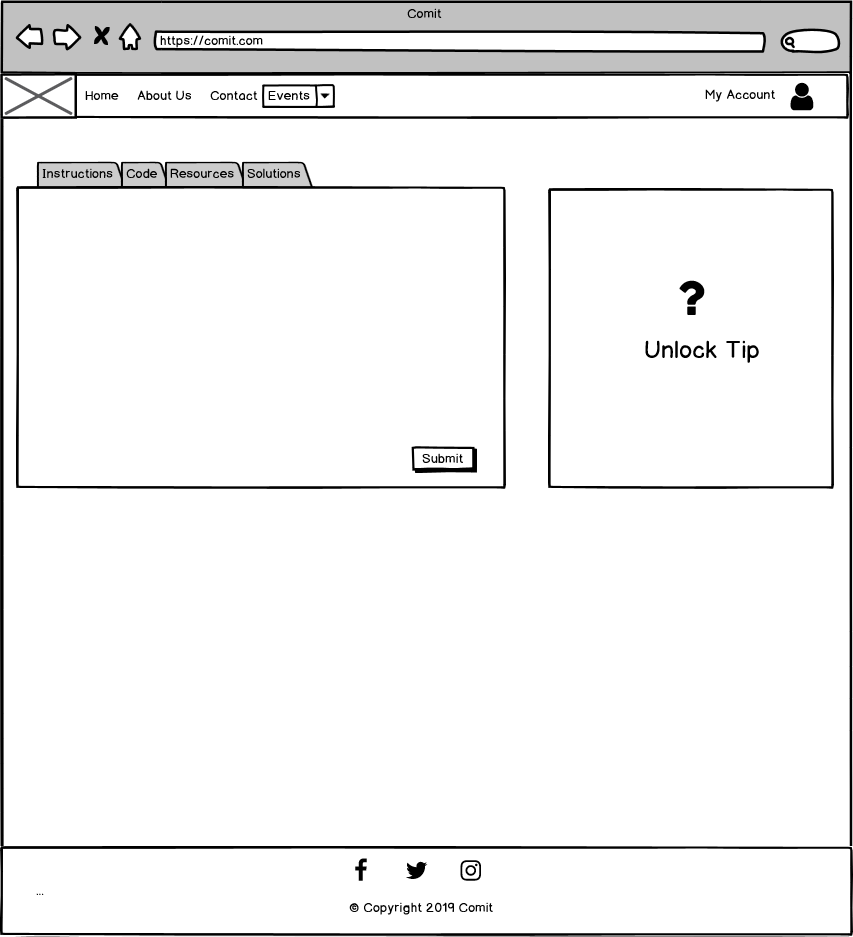 Comit
https://comit.com
Home About Us Contact Events My Account
Instructions Code Resources Solutions
?
Unlock Tip
Submit
...
© Copyright 2019 Comit